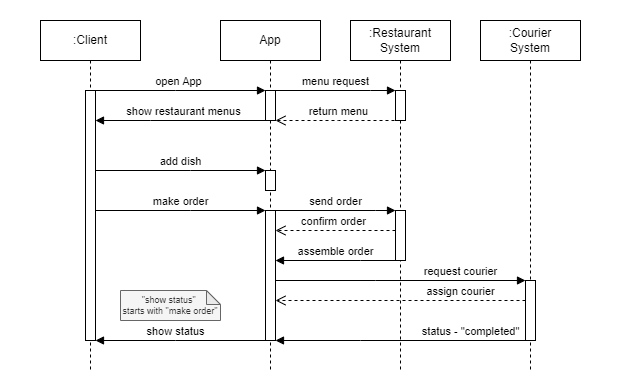 :Client
App
:Restaurant
System
:Courier
System
open App
menu request
show restaurant menus
return menu
add dish
make order
send order
confirm order
assemble order
request courier
assign courier
"show status"
starts with "make order"
show status
status - "completed"